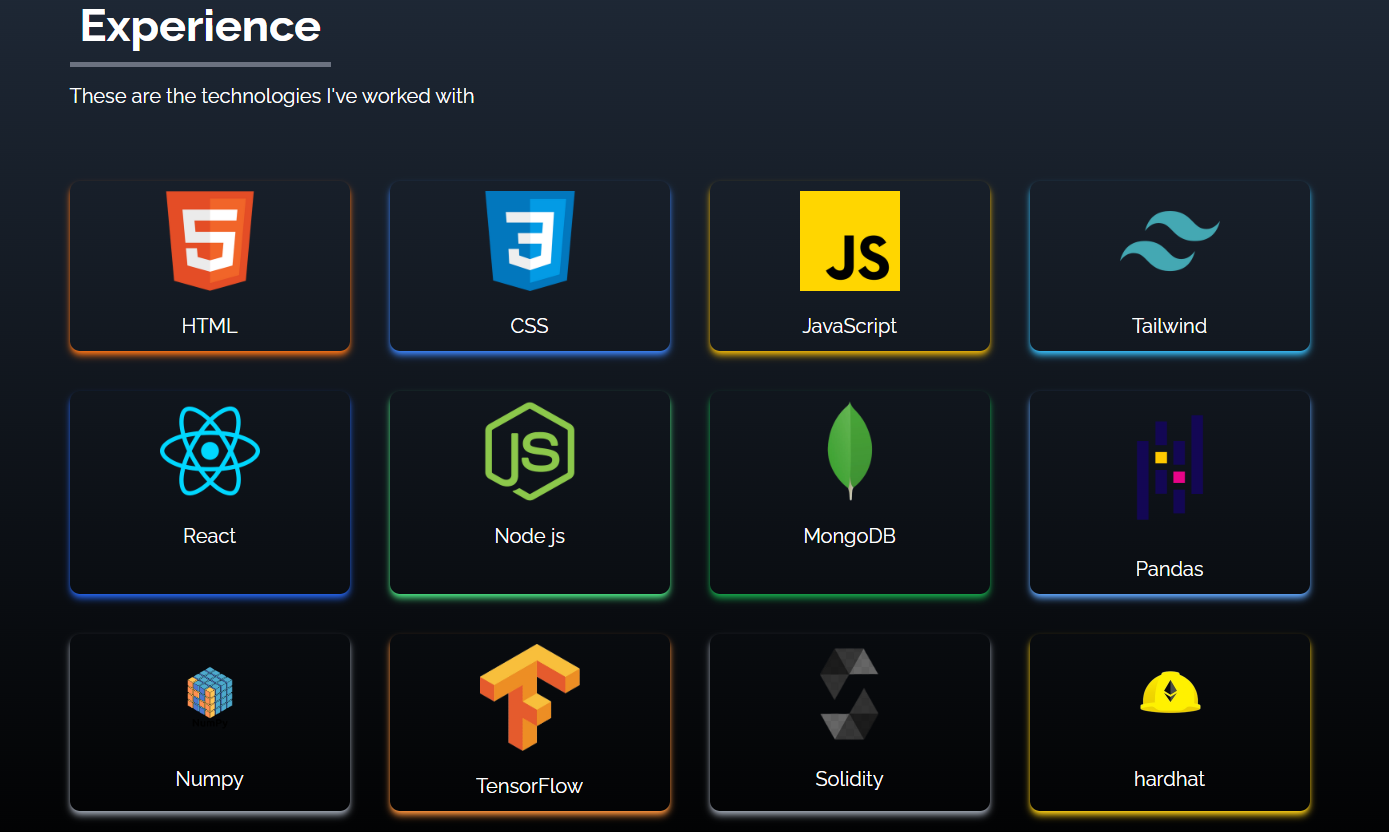 Experience
These are the technologies I've worked with
5
3
JS
HTML
CSS
JavaScript
Tailwind
JS
React
Node js
MongoDB
Pandas
Numpy
TensorFlow
Solidity
hardhat